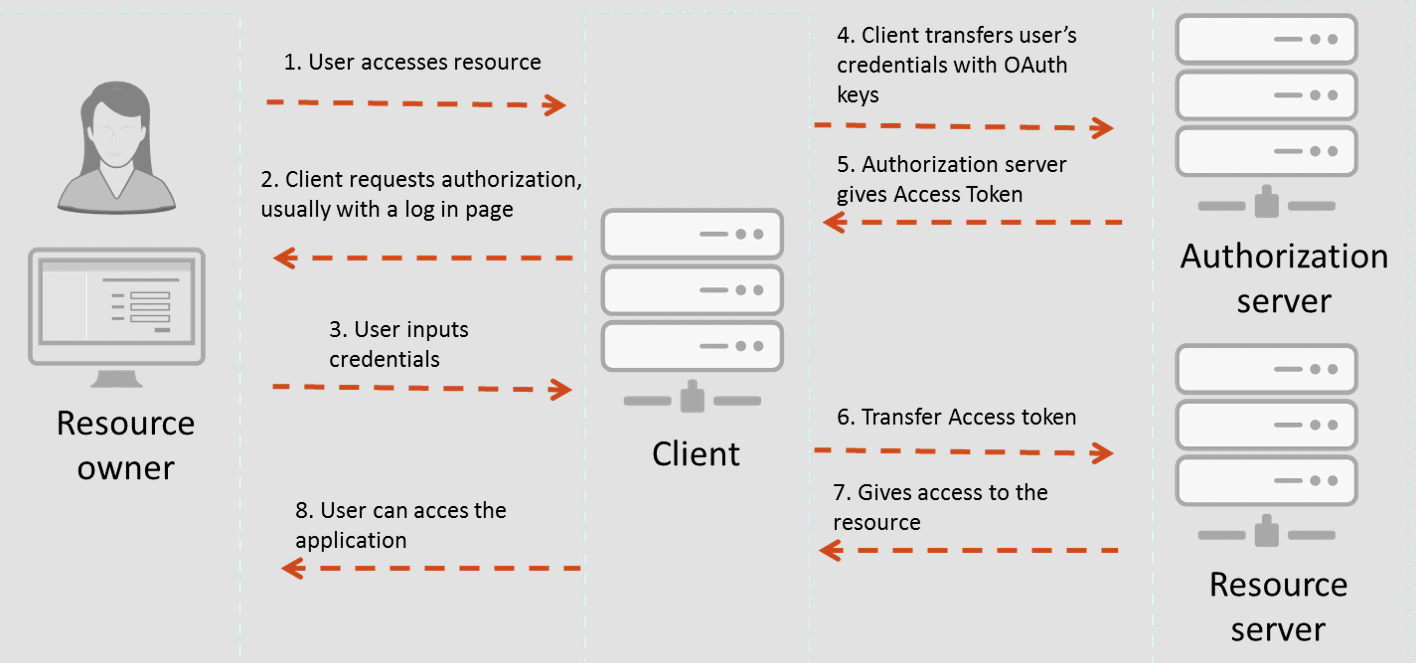 1. User accesses resource
2. Client requests authorization,
usually with a log in page
3. User inputs
credentials
8. User can acces the
application
Resource
owner
Client
4. Client transfers user's
credentials with OAuth
keys
5. Authorization server
gives Access Token
6. Transfer Access token
7. Gives access to the
resource
Authorization
server
Resource
server